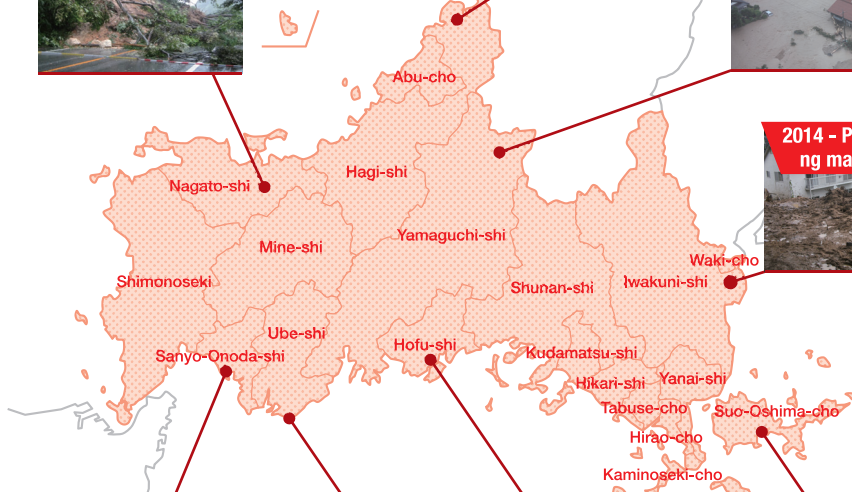 Abu-cho
2014 - P
ng ma
Hagi-shi
Nagato-shi
Yamaguchi-shi
Mine-shi
Waki-cho
Shimonoseki
Shunan-shi
Iwakuni-shi
Ube-shi
Hofu-shi
Sanyo-Onoda-shi
Kudamatsu-shi
Hikari-shi
Yanai-shi
Tabuse-cho
Suo-Oshima-cho
Hirao-cho
Kaminoseki-cho